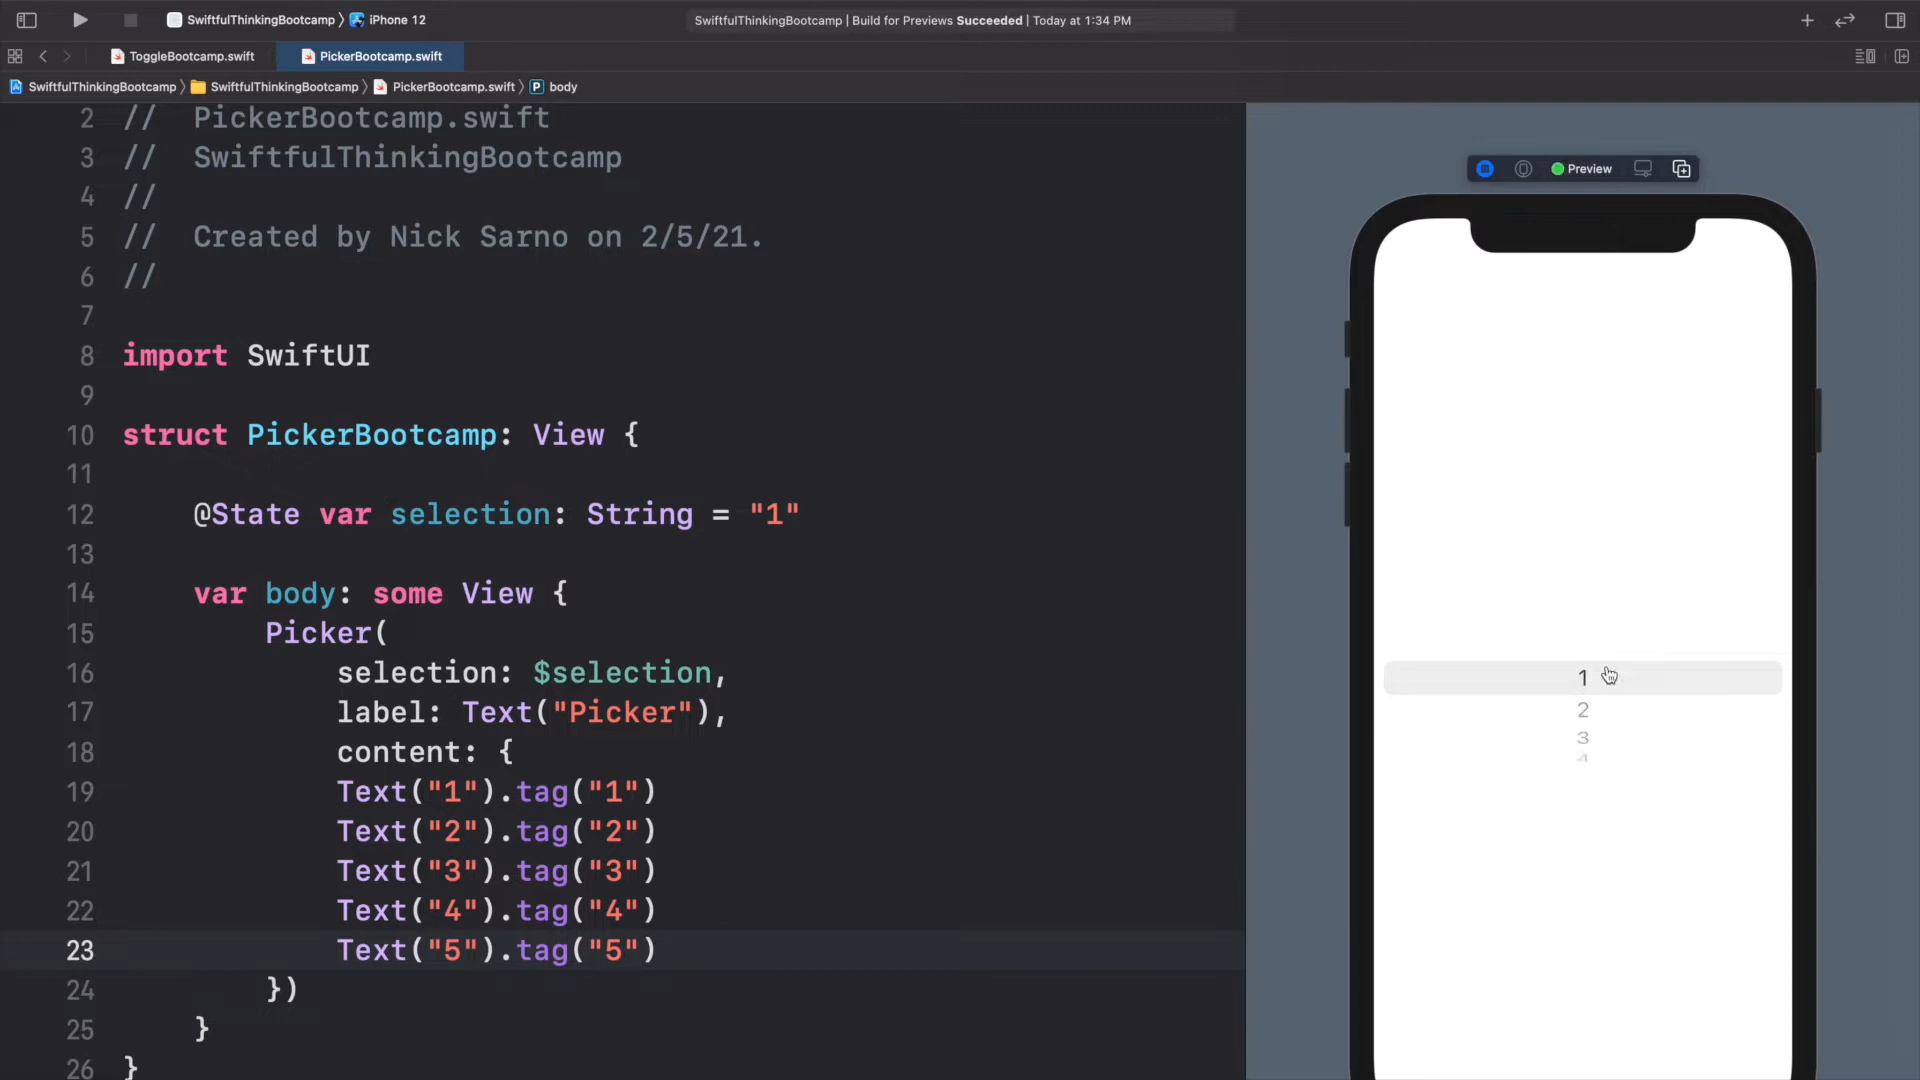 SwiftfulThinkingBootcamp 〉 iPhone 12
SwiftfulThinkingBootcamp | Build for Previews Succeeded | Today at 1:34 PM
ToggleBootcamp.swift
PickerBootcamp.swift
SwiftfulThinkingBootcamp 〉 SwiftfulThinkingBootcamp 〉 PickerBootcamp.swift 〉 P body
2 //  PickerBootcamp.swift
3 //  SwiftfulThinkingBootcamp
4 //
5 //  Created by Nick Sarno on 2/5/21.
6 //
7
8 import SwiftUI
9
10 struct PickerBootcamp: View {
11
12     @State var selection: String = "1"
13
14     var body: some View {
15         Picker(
16             selection: $selection,
17             label: Text("Picker"),
18             content: {
19             Text("1").tag("1")
20             Text("2").tag("2")
21             Text("3").tag("3")
22             Text("4").tag("4")
23             Text("5").tag("5")
24         })
25     }
26 }
Preview
1
2
3
4